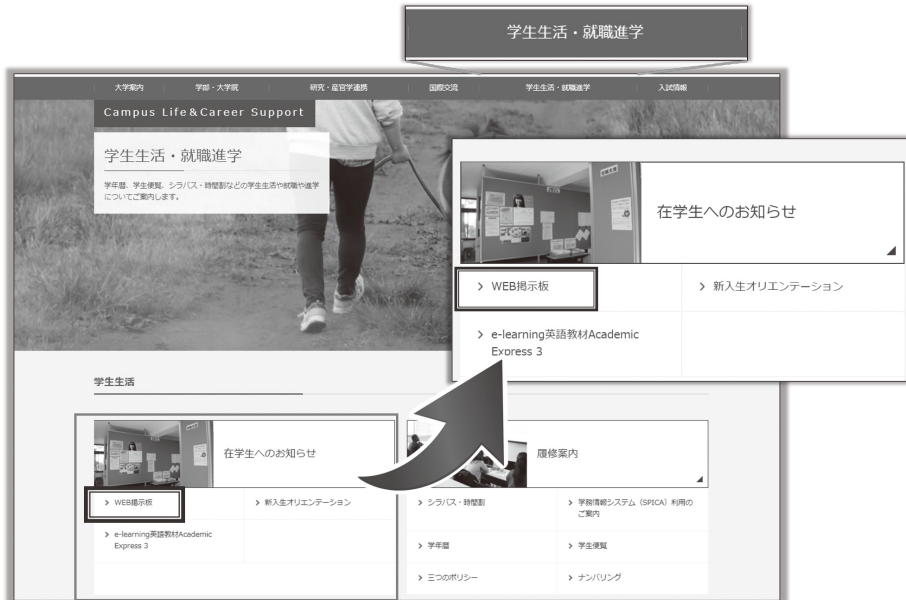 学生生活・就職進学
大学案内 学部・大学院 研究・産官学連携 国際交流 学生生活・就職進学 入試情報
Campus Life&Career Support
学生生活・就職進学
学年暦、学生便覧、シラバス・時間割などの学生生活や就職や進学
についてご案内します。
在学生へのお知らせ
> WEB掲示板
> 新入生オリエンテーション
> e-learning英語教材Academic
Express 3
学生生活
在学生へのお知らせ
> WEB掲示板
> 新入生オリエンテーション
> e-learning英語教材Academic
Express 3
履修案内
> シラバス・時間割
> 学務情報システム（SPICA）利用の
ご案内
> 学年暦
> 学生便覧
> 三つのポリシー
> ナンバリング